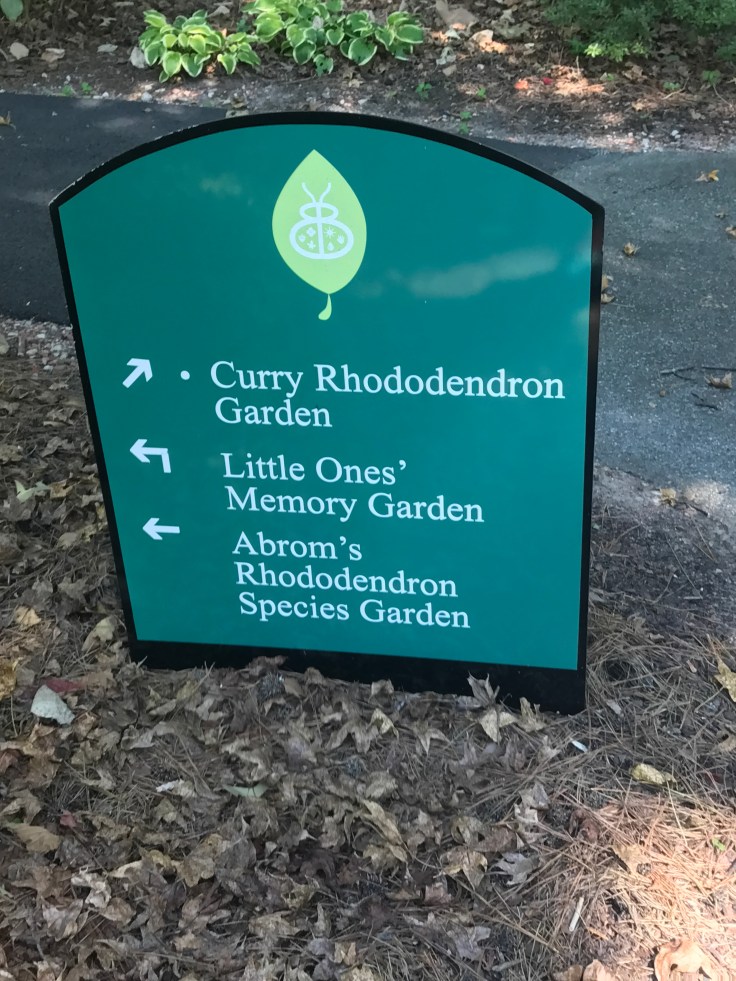 • Curry Rhododendron
Garden
Little Ones’
Memory Garden
Abrom’s
Rhododendron
Species Garden